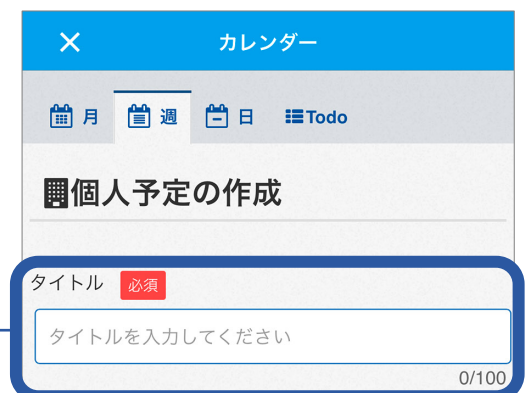 × カレンダー
月 週 日 Todo
個人予定の作成
タイトル 必須
タイトルを入力してください
0/100